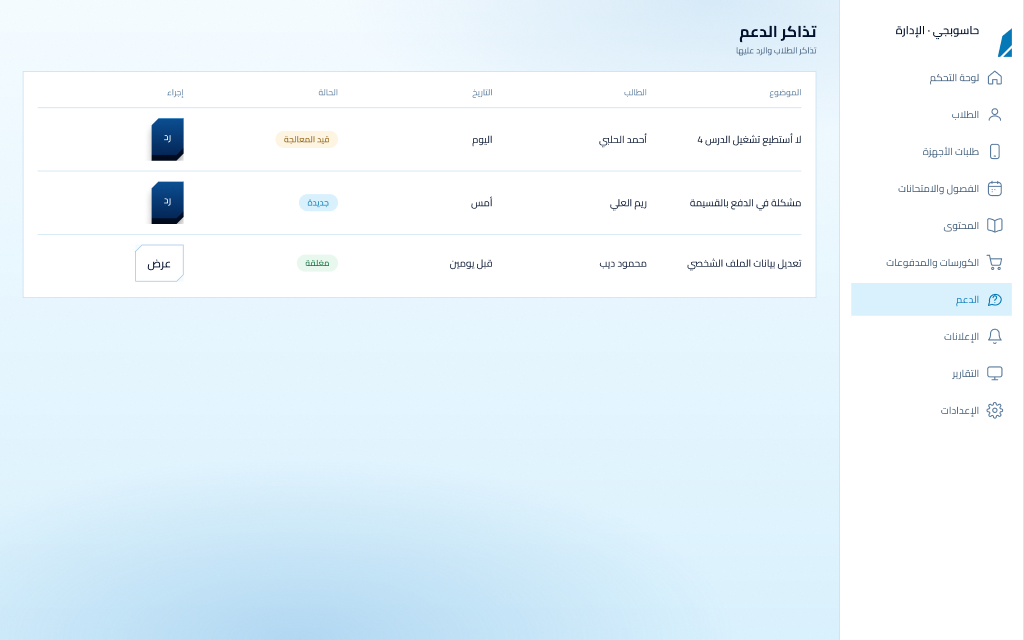 حاسوبجي · الإدارة
لوحة التحكم
الطلاب
طلبات الأجهزة
الفصول والامتحانات
المحتوى
الكورسات والمدفوعات
الدعم
الإعلانات
التقارير
الإعدادات
تذاكر الدعم
تذاكر الطلاب والرد عليها
الموضوع الطالب التاريخ الحالة إجراء
لا أستطيع تشغيل الدرس 4 أحمد الحلبي اليوم قيد المعالجة رد
مشكلة في الدفع بالقسيمة ريم العلي أمس جديدة رد
تعديل بيانات الملف الشخصي محمود ديب قبل يومين مغلقة عرض